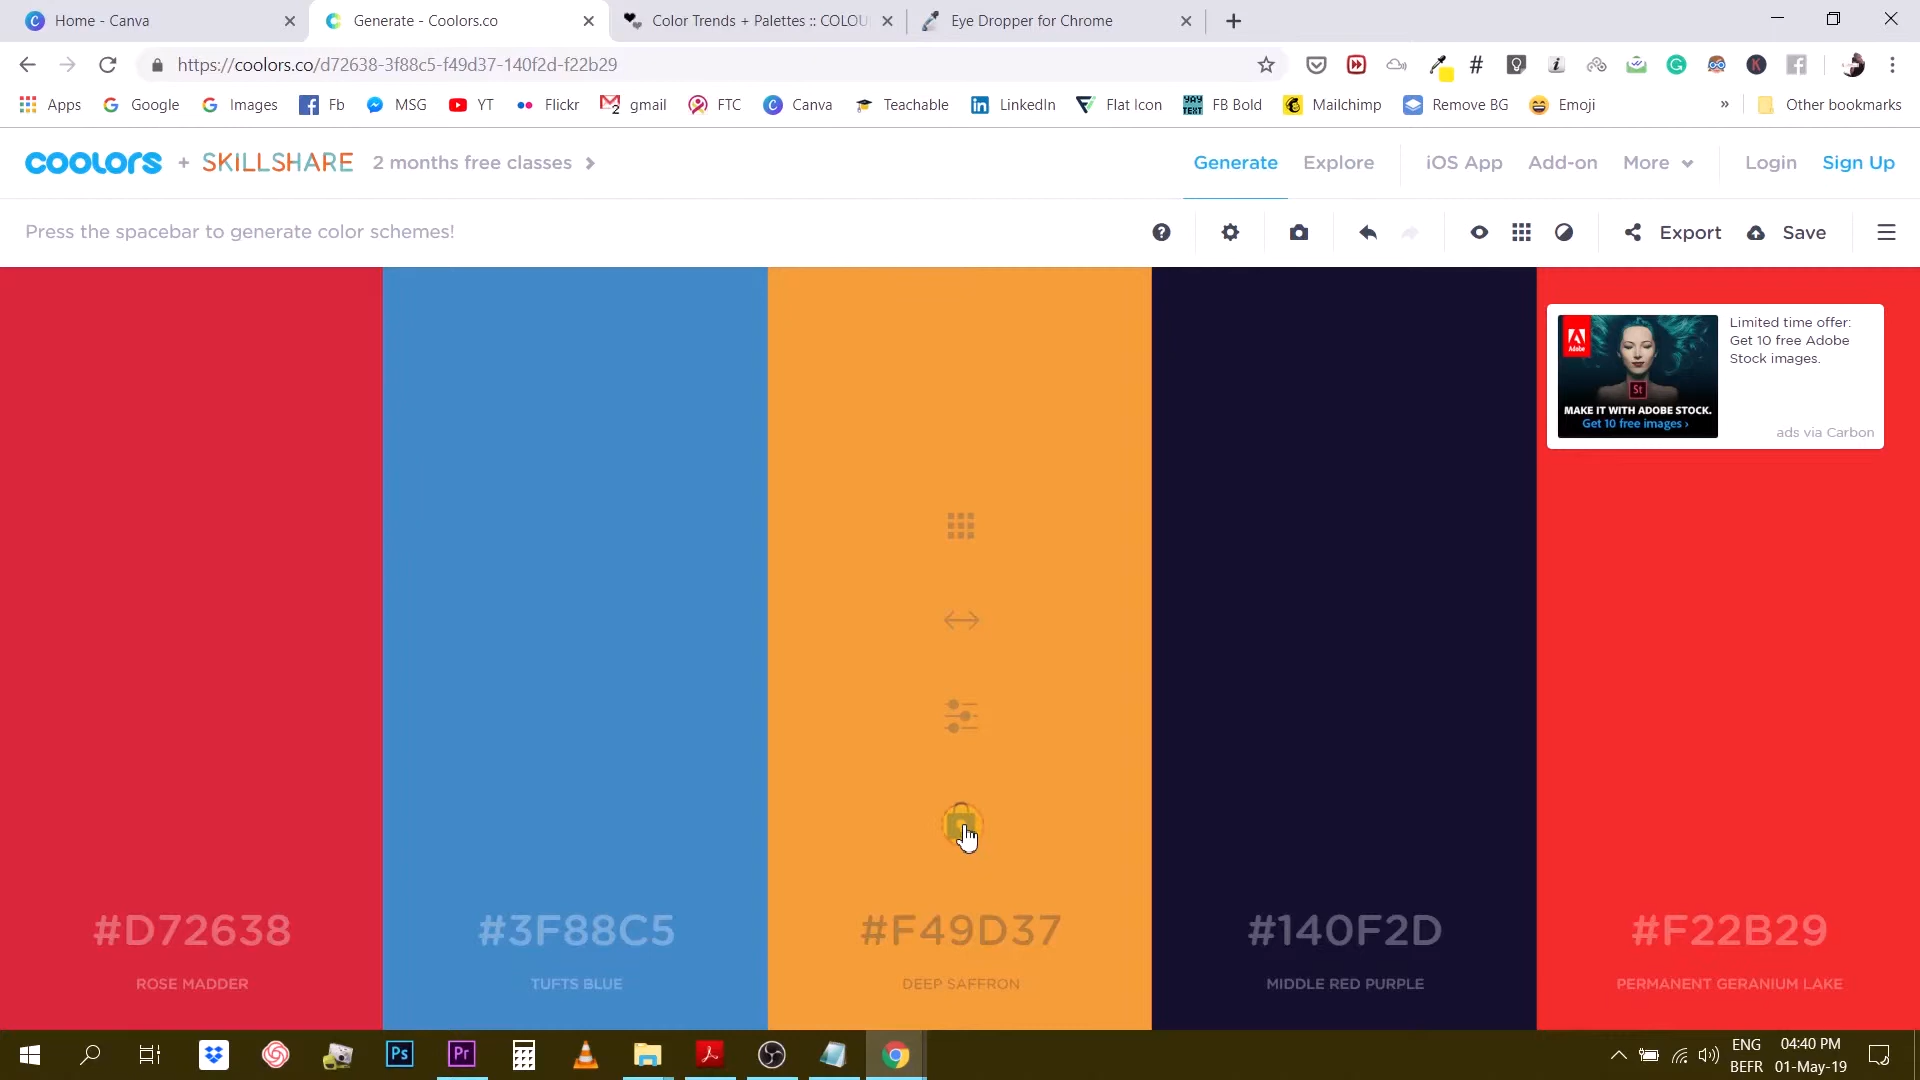 Home - Canva
Generate - Coolors.co
Color Trends + Palettes :: COLOU
Eye Dropper for Chrome
https://coolors.co/d72638-3f88c5-f49d37-140f2d-f22b29
Apps Google Images Fb MSG YT Flickr gmail FTC Canva Teachable LinkedIn Flat Icon FB Bold Mailchimp Remove BG Emoji » Other bookmarks
coolors + SKILLSHARE 2 months free classes
Generate Explore iOS App Add-on More Login Sign Up
Press the spacebar to generate color schemes!
Export Save
Limited time offer:
Get 10 free Adobe
Stock images.
Adobe
St
MAKE IT WITH ADOBE STOCK.
Get 10 free images ›
ads via Carbon
#D72638 #3F88C5 #F49D37 #140F2D #F22B29
ROSE MADDER TUFTS BLUE DEEP SAFFRON MIDDLE RED PURPLE PERMANENT GERANIUM LAKE
Ps Pr
ENG 04:40 PM
BEFR 01-May-19